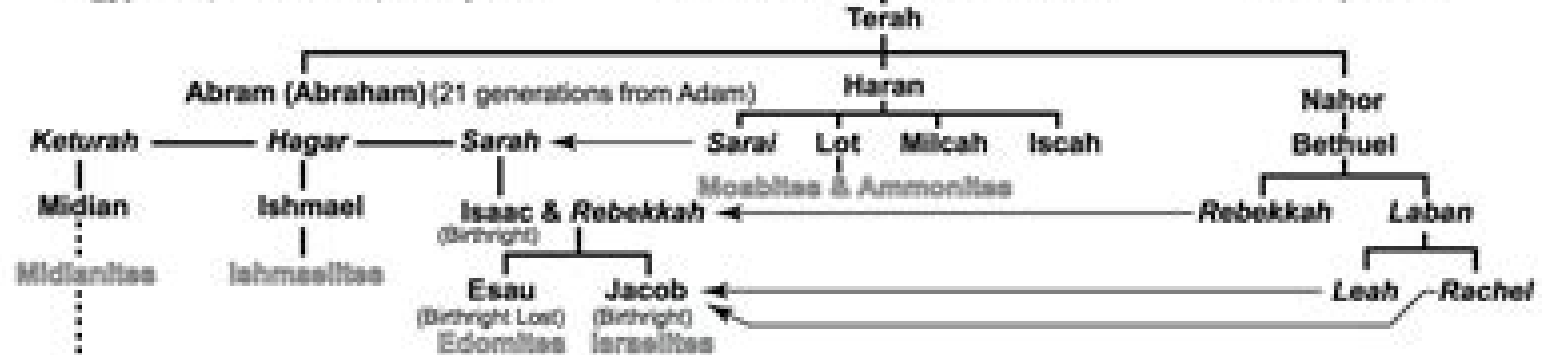 Terah
Abram (Abraham) (21 generations from Adam)
Haran
Nahor
Keturah
Hagar
Sarah
Sarai
Lot
Milcah
Iscah
Bethuel
Moabites & Ammonites
Midian
Ishmael
Isaac & Rebekkah
Rebekkah
Laban
(Birthright)
Midianites
Ishmaelites
Esau
Jacob
Leah
Rachel
(Birthright Lost)
(Birthright)
Edomites
Israelites